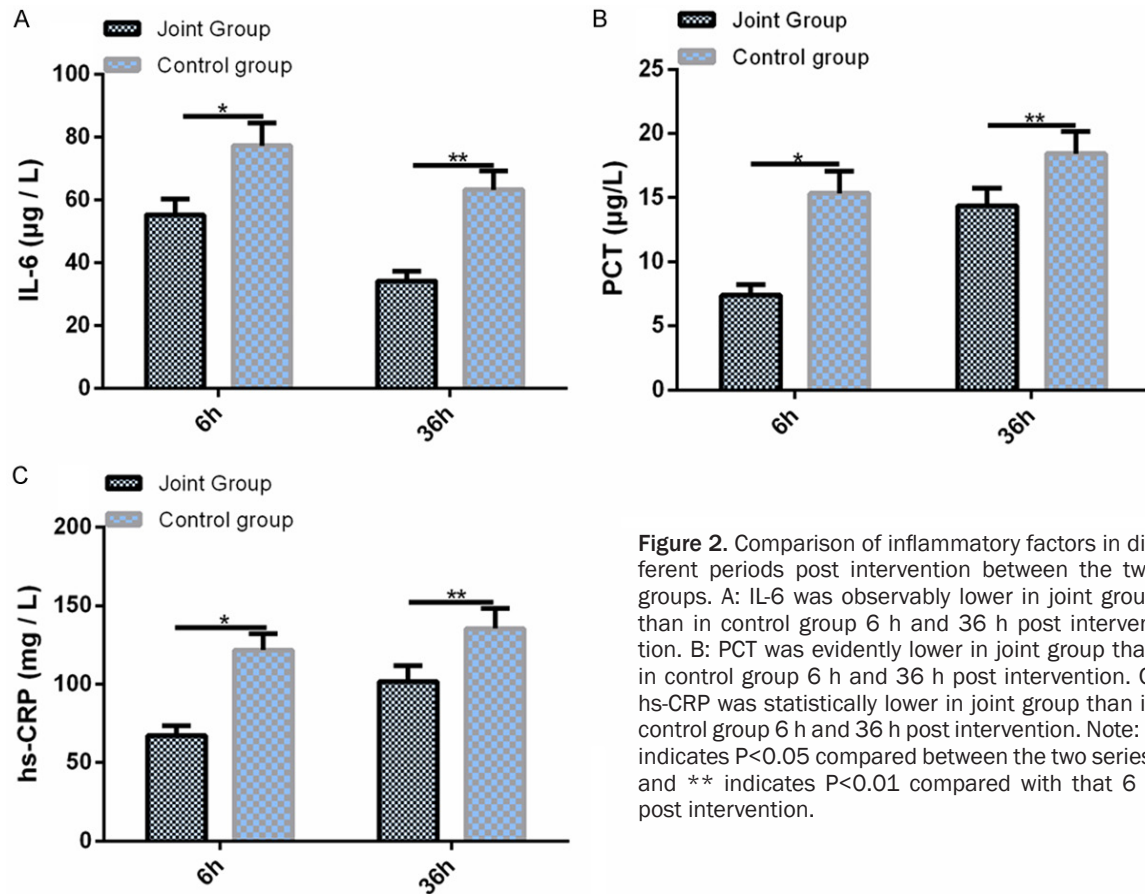 A
Joint Group
Control group
100
80
60
40
20
0
IL-6 (µg / L)
*
**
6h
36h
B
Joint Group
Control group
25
20
15
10
5
0
PCT (µg/L)
*
**
6h
36h
C
Joint Group
Control group
200
150
100
50
0
hs-CRP (mg / L)
*
**
6h
36h
Figure 2. Comparison of inflammatory factors in di
ferent periods post intervention between the tw
groups. A: IL-6 was observably lower in joint grou
than in control group 6 h and 36 h post interven
tion. B: PCT was evidently lower in joint group tha
in control group 6 h and 36 h post intervention. C
hs-CRP was statistically lower in joint group than i
control group 6 h and 36 h post intervention. Note:
indicates P<0.05 compared between the two series
and ** indicates P<0.01 compared with that 6
post intervention.